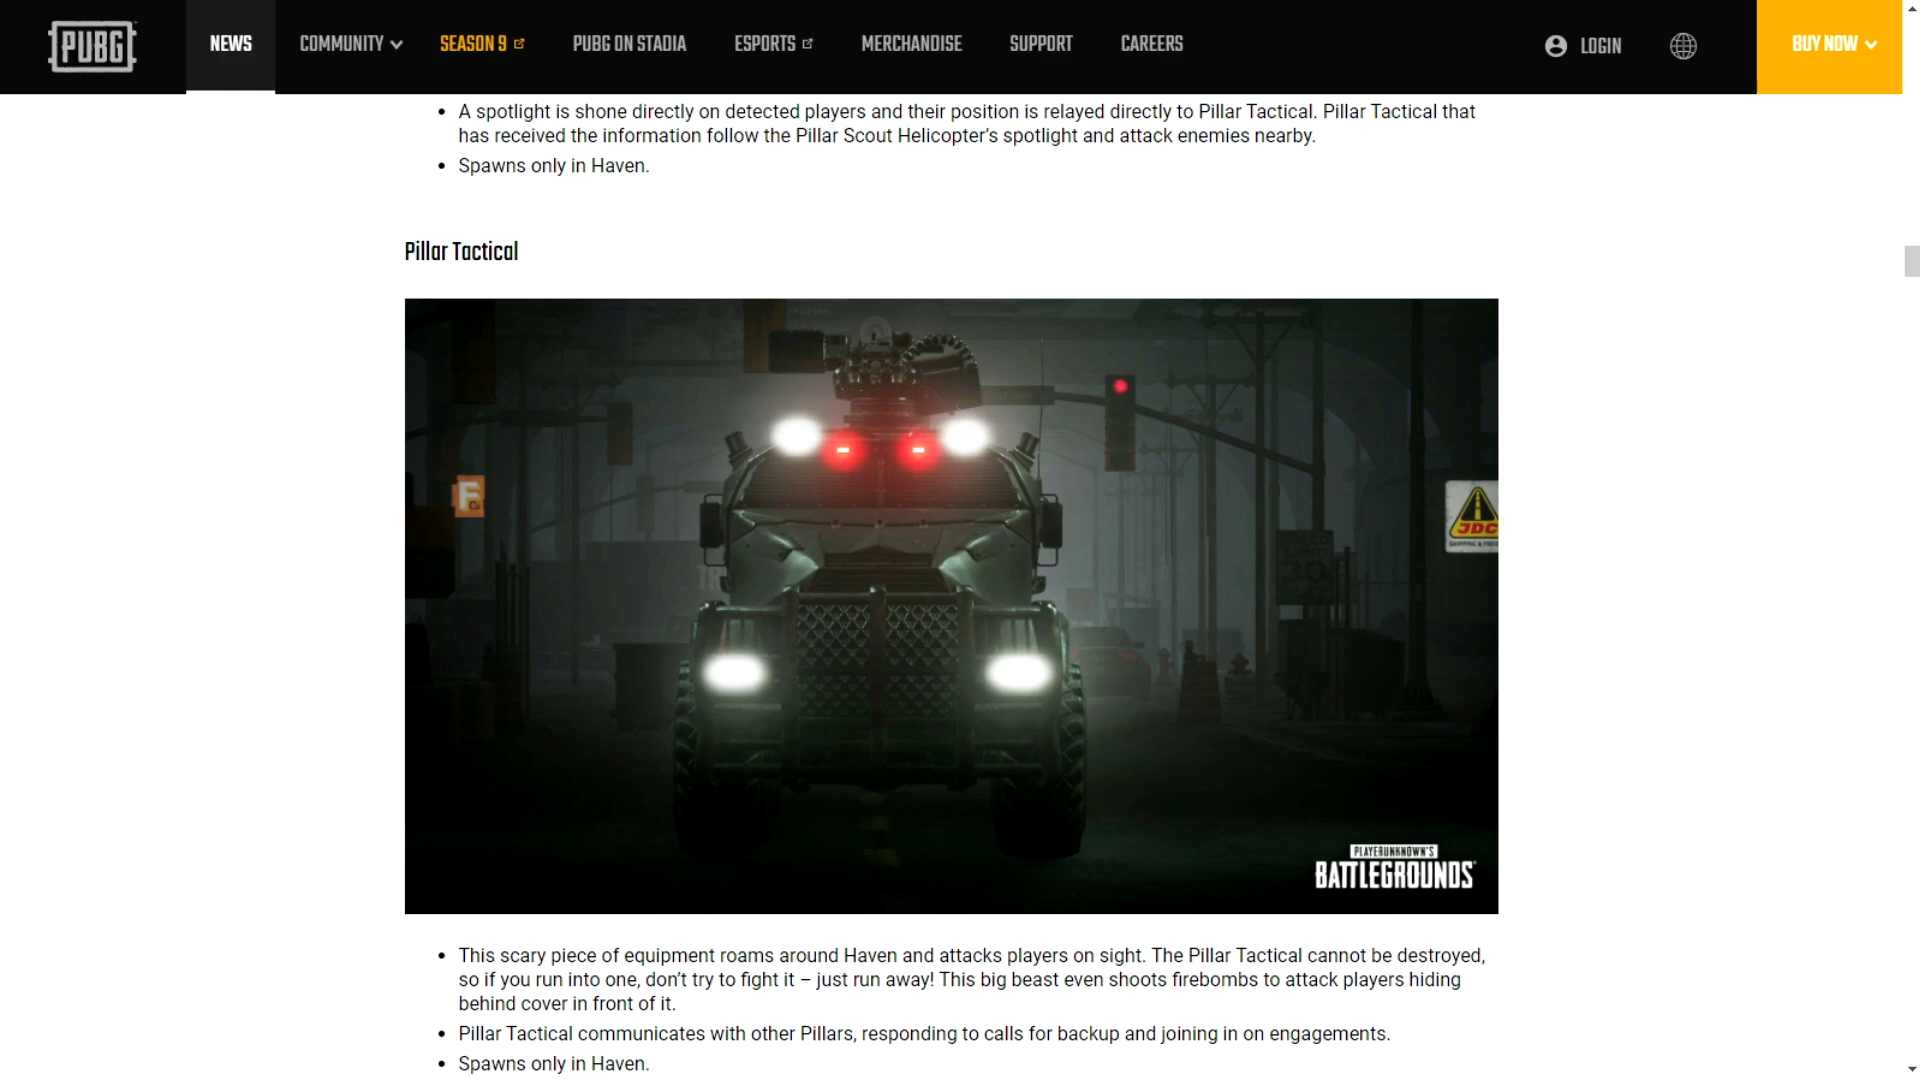 PUBG
NEWS
COMMUNITY
SEASON 9
PUBG ON STADIA
ESPORTS
MERCHANDISE
SUPPORT
CAREERS
LOGIN
BUY NOW
• A spotlight is shone directly on detected players and their position is relayed directly to Pillar Tactical. Pillar Tactical that
has received the information follow the Pillar Scout Helicopter’s spotlight and attack enemies nearby.
• Spawns only in Haven.
Pillar Tactical
F
JDC
SPEED
LIMIT
30
PLAYERUNKNOWN'S
BATTLEGROUNDS
• This scary piece of equipment roams around Haven and attacks players on sight. The Pillar Tactical cannot be destroyed,
so if you run into one, don’t try to fight it – just run away! This big beast even shoots firebombs to attack players hiding
behind cover in front of it.
• Pillar Tactical communicates with other Pillars, responding to calls for backup and joining in on engagements.
• Spawns only in Haven.